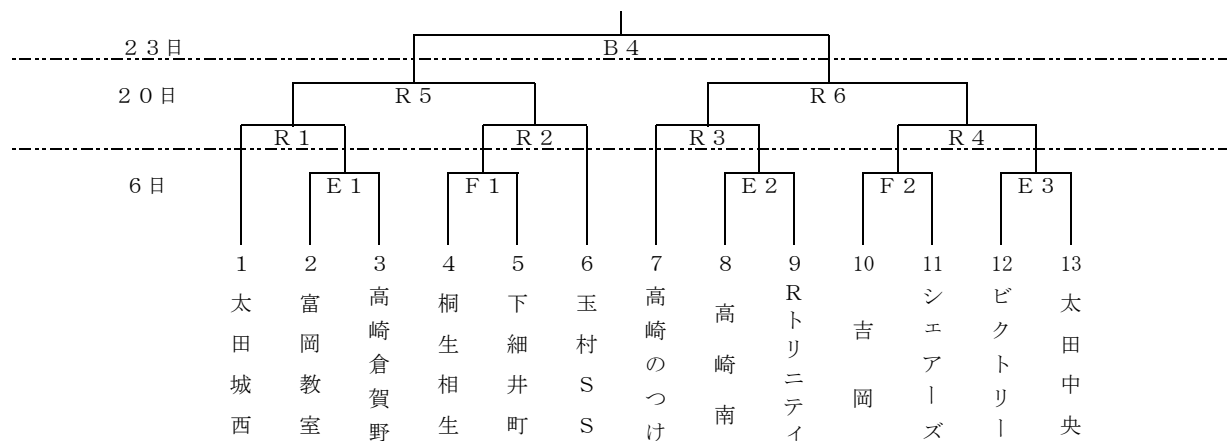 ２３日 Ｂ４
２０日 Ｒ５ Ｒ６
Ｒ１ Ｒ２ Ｒ３ Ｒ４
６日 Ｅ１ Ｆ１ Ｅ２ Ｆ２ Ｅ３
１ ２ ３ ４ ５ ６ ７ ８ ９ 10 11 12 13
太田城西
富岡教室
高崎倉賀野
桐生相生
下細井町
玉村ＳＳ
高崎のつけ
高崎南
Ｒトリニティ
吉岡
シェアーズ
ビクトリー
太田中央